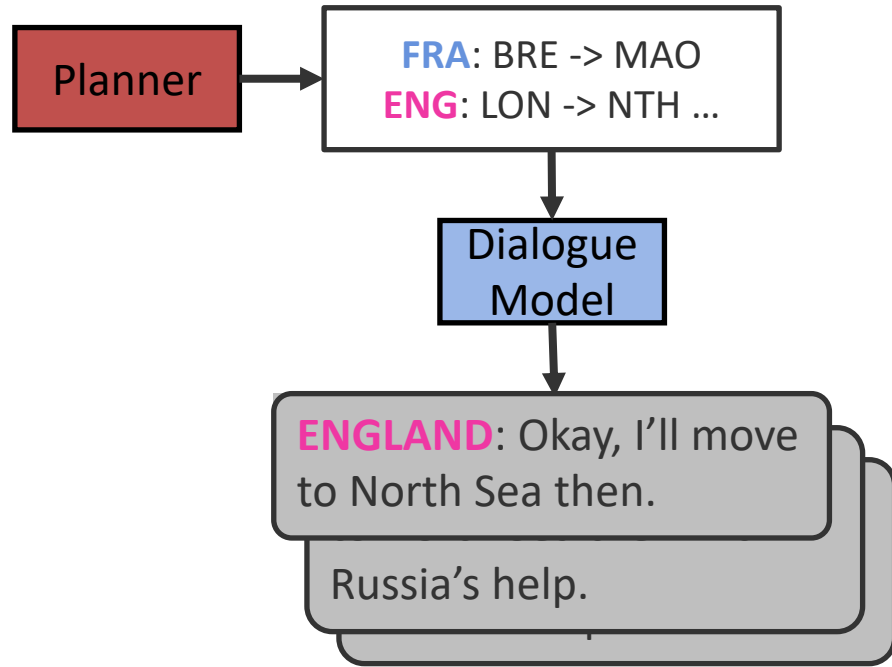 Planner
FRA: BRE -> MAO
ENG: LON -> NTH ...
Dialogue
Model
ENGLAND: Okay, I'll move
to North Sea then.
Russia's help.